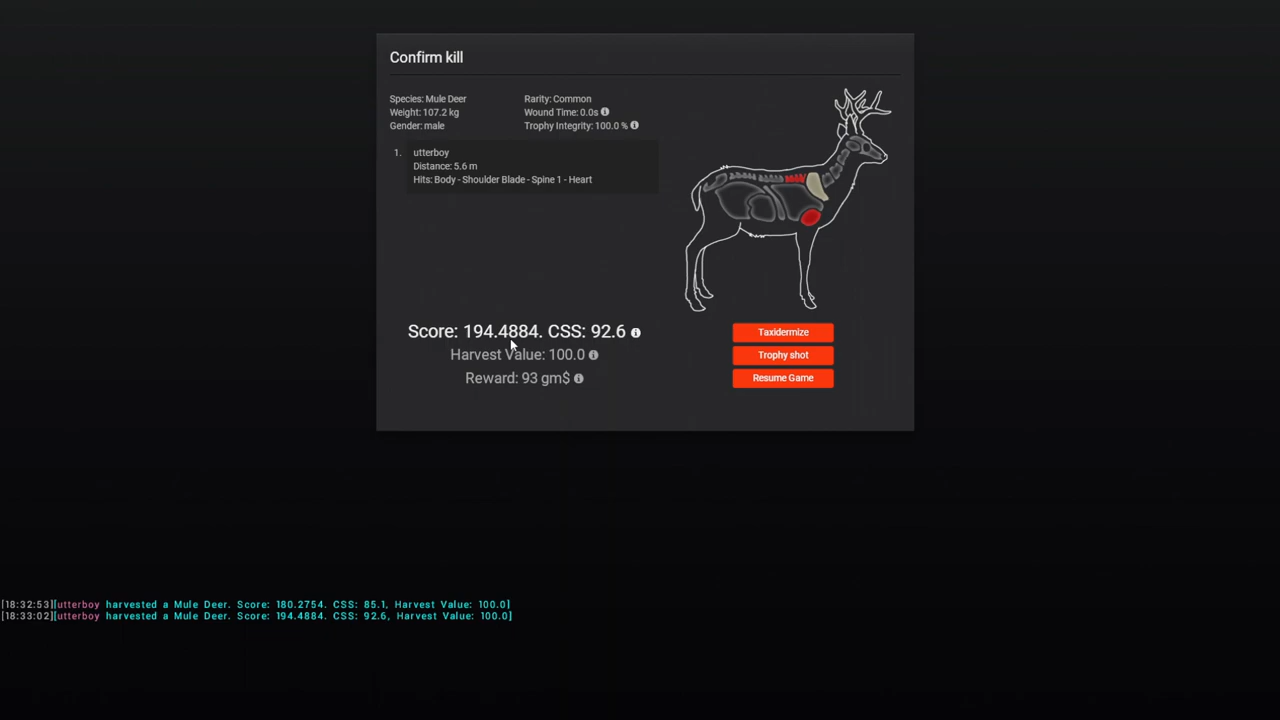 Confirm kill
Species: Mule Deer
Rarity: Common
Weight: 107.2 kg
Wound Time: 0.0s
Gender: male
Trophy Integrity: 100.0 %
1. utterboy
Distance: 5.6 m
Hits: Body - Shoulder Blade - Spine 1 - Heart
Score: 194.4884. CSS: 92.6
Harvest Value: 100.0
Reward: 93 gm$
Taxidermize
Trophy shot
Resume Game
[18:32:53][utterboy harvested a Mule Deer. Score: 180.2754. CSS: 85.1, Harvest Value: 100.0]
[18:33:02][utterboy harvested a Mule Deer. Score: 194.4884. CSS: 92.6, Harvest Value: 100.0]